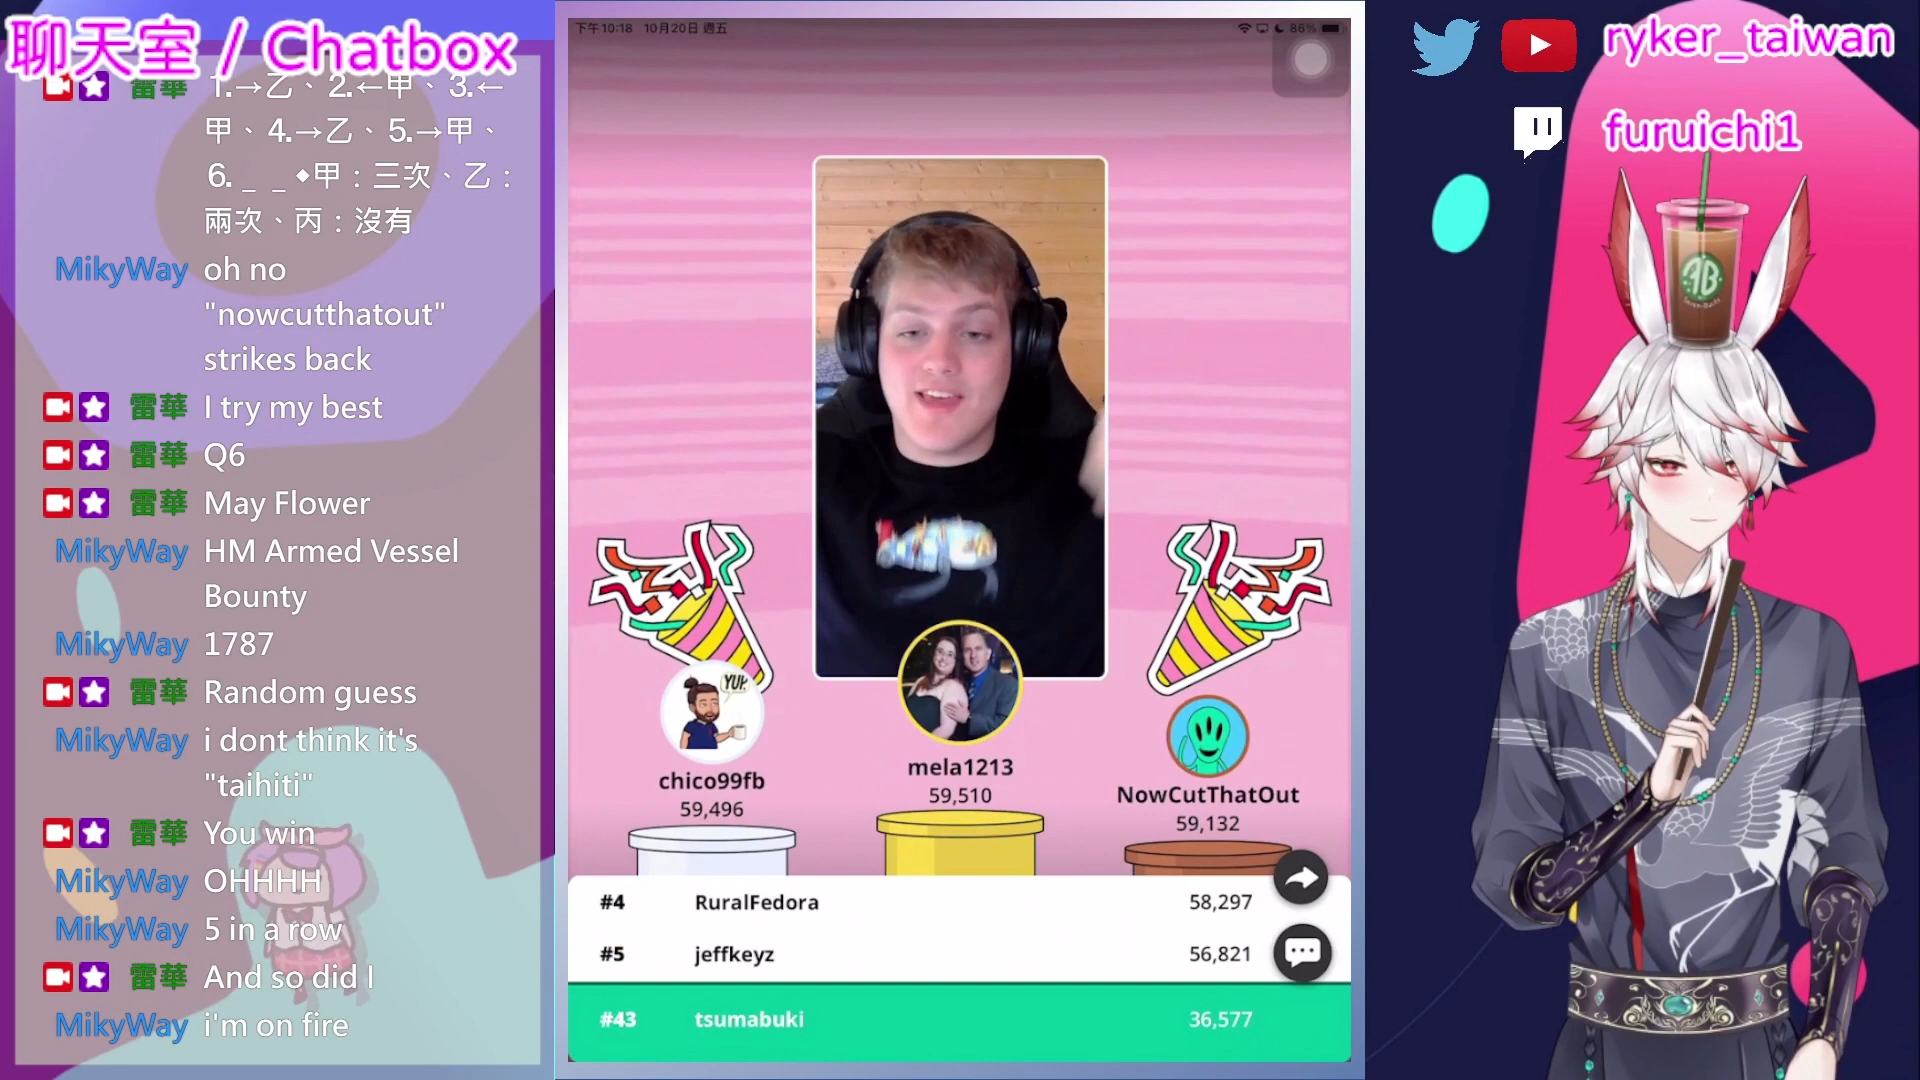 聊天室 / Chatbox
雷華 1.→乙、2.←甲、3.←
甲、4.→乙、5.→甲、
6. _ _ ◆甲：三次、乙：
兩次、丙：沒有
MikyWay oh no
"nowcutthatout"
strikes back
雷華 I try my best
雷華 Q6
雷華 May Flower
MikyWay HM Armed Vessel
Bounty
MikyWay 1787
雷華 Random guess
MikyWay i dont think it's
"taihiti"
雷華 You win
MikyWay OHHHH
MikyWay 5 in a row
雷華 And so did I
MikyWay i'm on fire
下午10:18 10月20日 週五
86%
YUP.
chico99fb
59,496
mela1213
59,510
NowCutThatOut
59,132
#4 RuralFedora 58,297
#5 jeffkeyz 56,821
#43 tsumabuki 36,577
ryker_taiwan
furuichi1